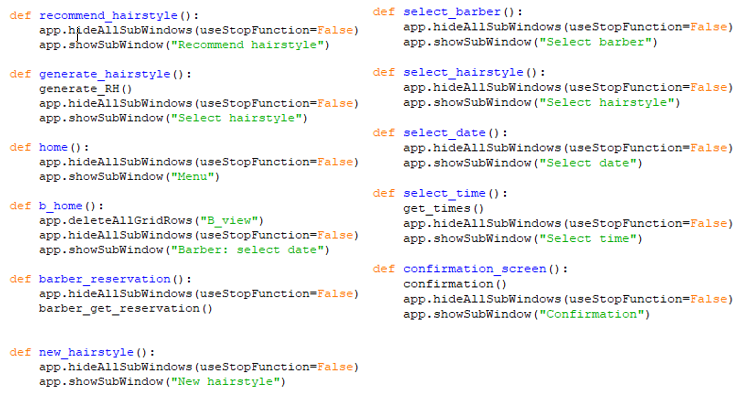 def recommend_hairstyle():
    app.hideAllSubWindows(useStopFunction=False)
    app.showSubWindow("Recommend hairstyle")
def generate_hairstyle():
    generate_RH()
    app.hideAllSubWindows(useStopFunction=False)
    app.showSubWindow("Select hairstyle")
def home():
    app.hideAllSubWindows(useStopFunction=False)
    app.showSubWindow("Menu")
def b_home():
    app.deleteAllGridRows("B_view")
    app.hideAllSubWindows(useStopFunction=False)
    app.showSubWindow("Barber: select date")
def barber_reservation():
    app.hideAllSubWindows(useStopFunction=False)
    barber_get_reservation()
def new_hairstyle():
    app.hideAllSubWindows(useStopFunction=False)
    app.showSubWindow("New hairstyle")
def select_barber():
    app.hideAllSubWindows(useStopFunction=False)
    app.showSubWindow("Select barber")
def select_hairstyle():
    app.hideAllSubWindows(useStopFunction=False)
    app.showSubWindow("Select hairstyle")
def select_date():
    app.hideAllSubWindows(useStopFunction=False)
    app.showSubWindow("Select date")
def select_time():
    get_times()
    app.hideAllSubWindows(useStopFunction=False)
    app.showSubWindow("Select time")
def confirmation_screen():
    confirmation()
    app.hideAllSubWindows(useStopFunction=False)
    app.showSubWindow("Confirmation")